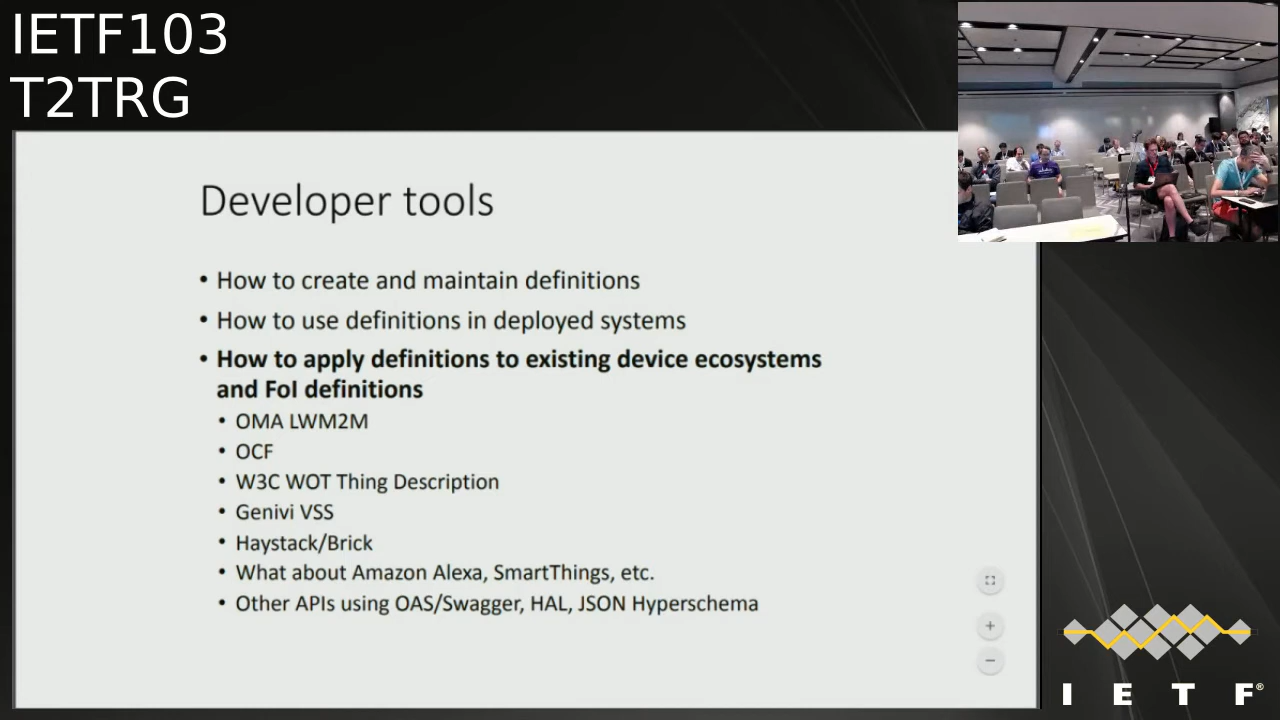 IETF103
T2TRG
Developer tools
• How to create and maintain definitions
• How to use definitions in deployed systems
• How to apply definitions to existing device ecosystems
and FoI definitions
• OMA LWM2M
• OCF
• W3C WOT Thing Description
• Genivi VSS
• Haystack/Brick
• What about Amazon Alexa, SmartThings, etc.
• Other APIs using OAS/Swagger, HAL, JSON Hyperschema
I E T F®